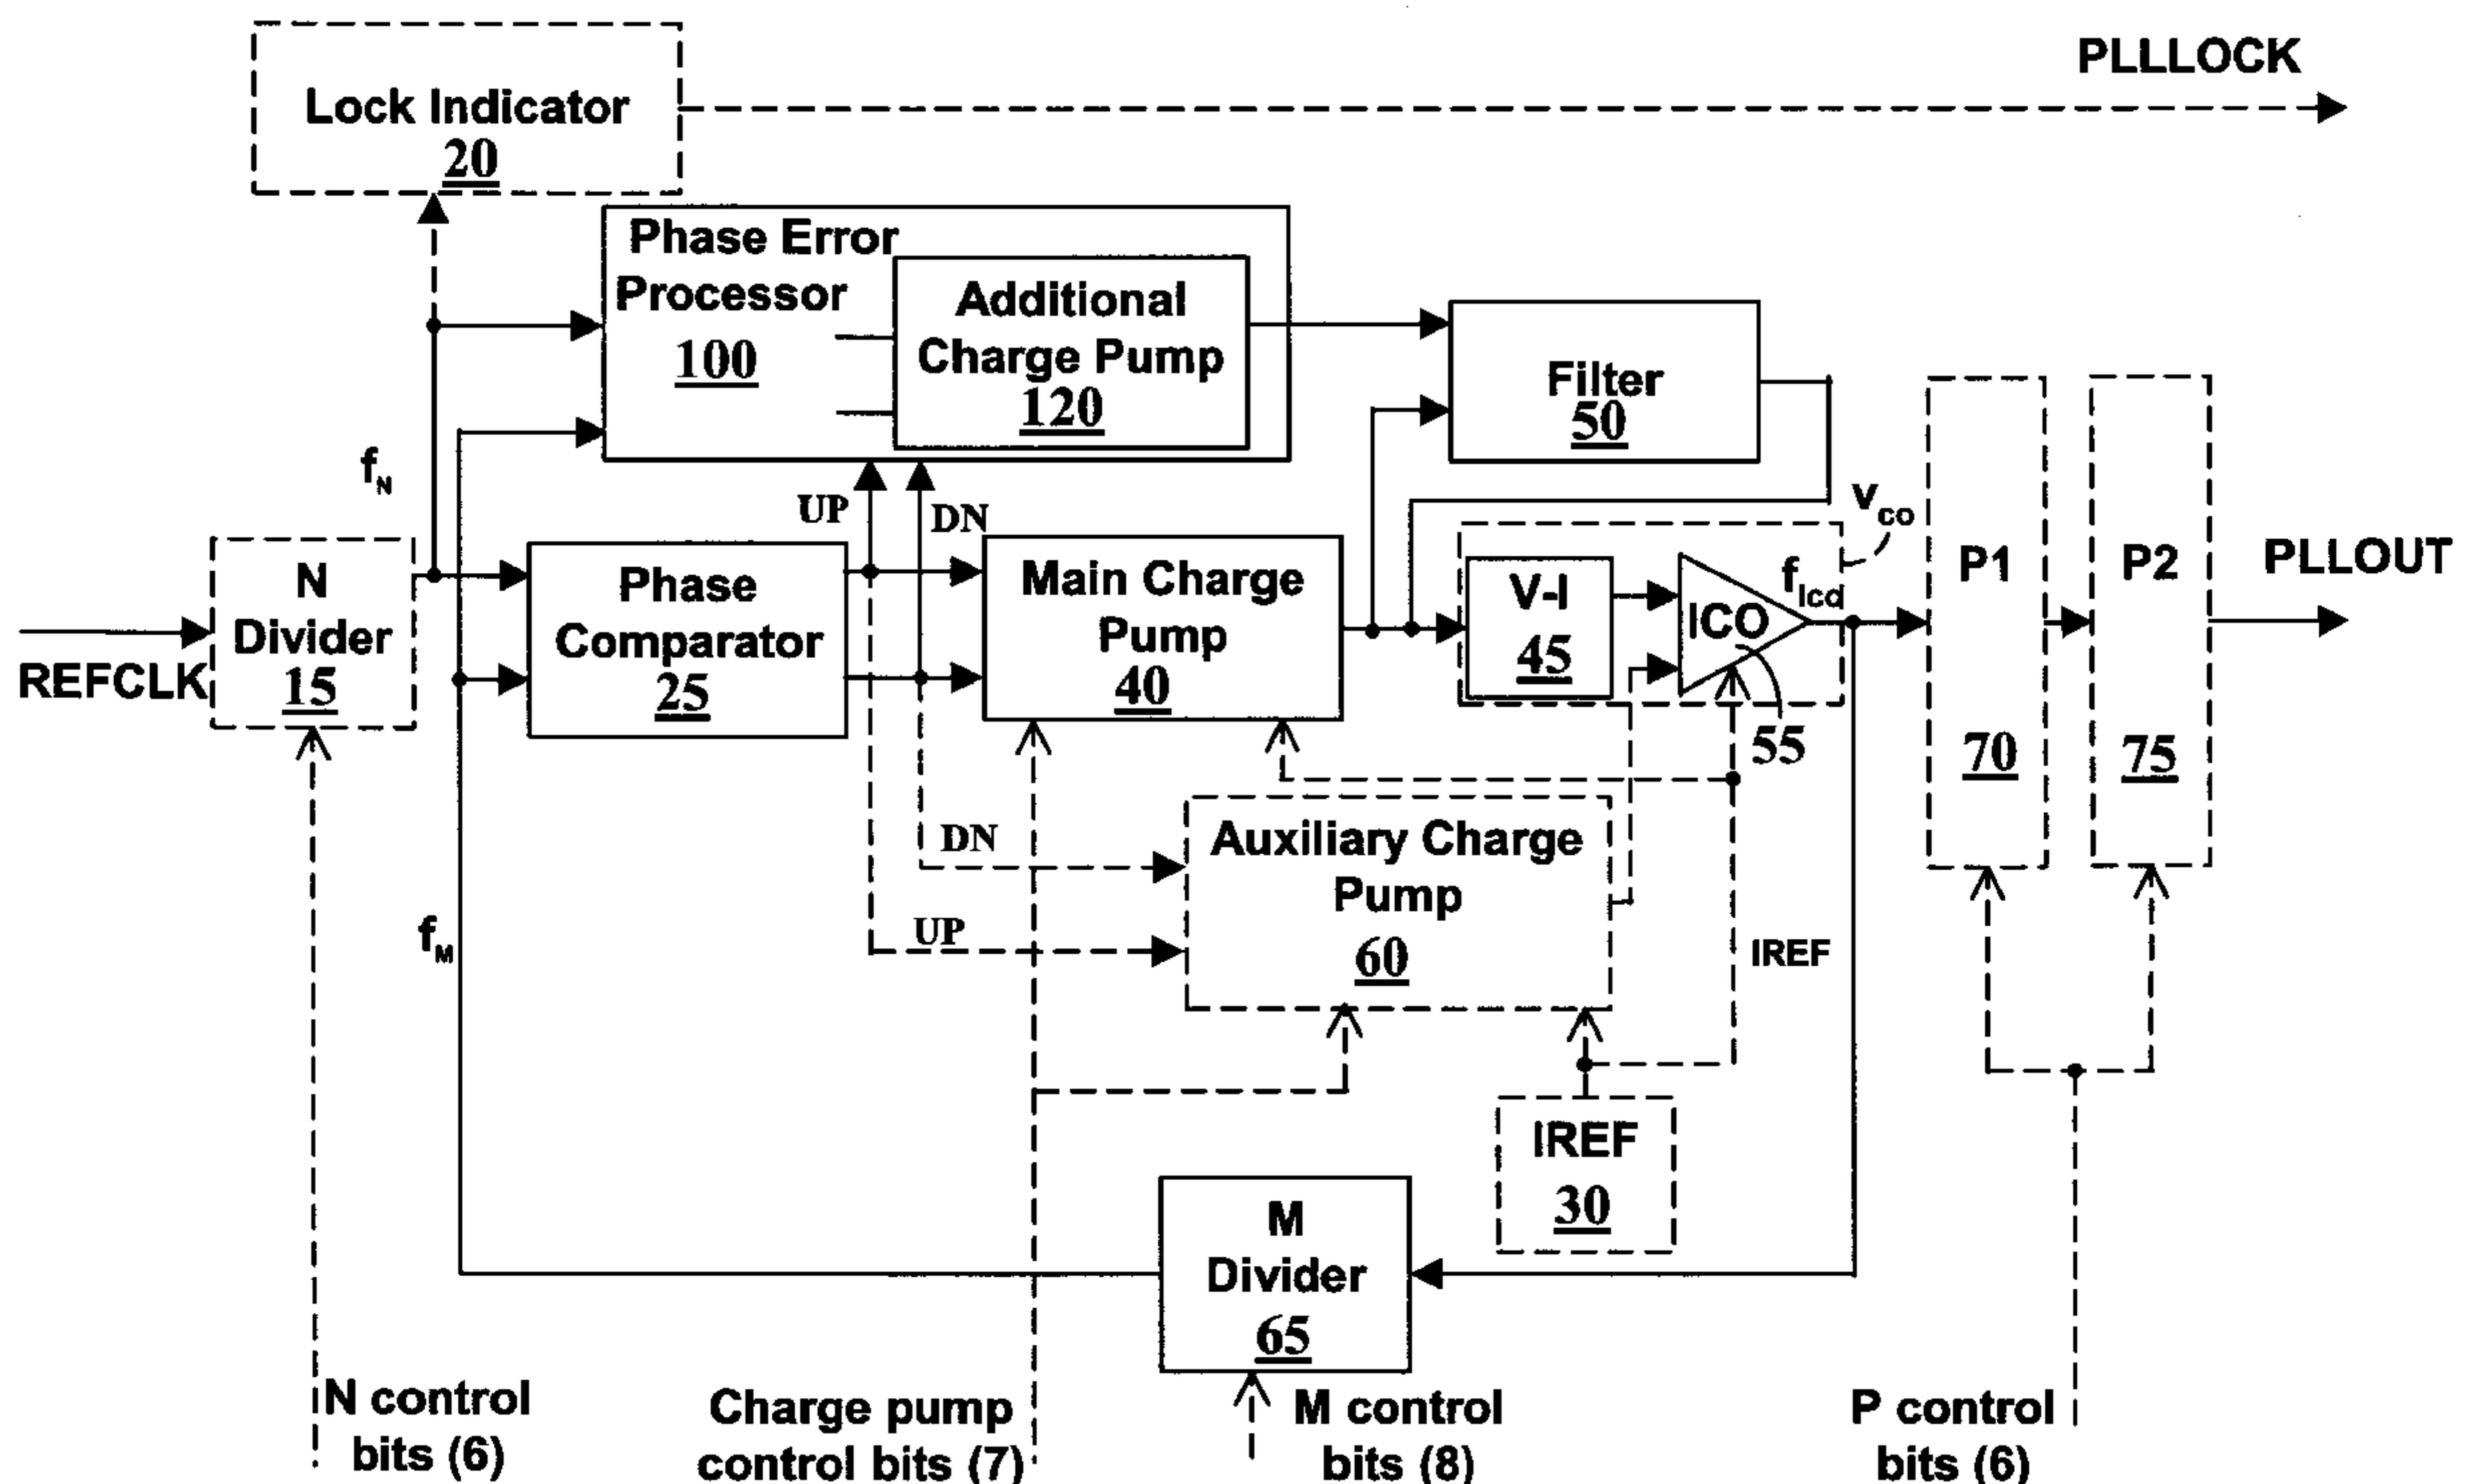 PLLLOCK
Lock Indicator
20
Phase Error
Processor
100
Additional
Charge Pump
120
Filter
50
fN
UP
DN
vco
N
Divider
15
REFCLK
Phase
Comparator
25
Main Charge
Pump
40
V-I
45
ICO
fIco
55
P1
70
P2
75
PLLOUT
DN
UP
Auxiliary Charge
Pump
60
IREF
fM
IREF
30
M
Divider
65
N control
bits (6)
Charge pump
control bits (7)
M control
bits (8)
P control
bits (6)